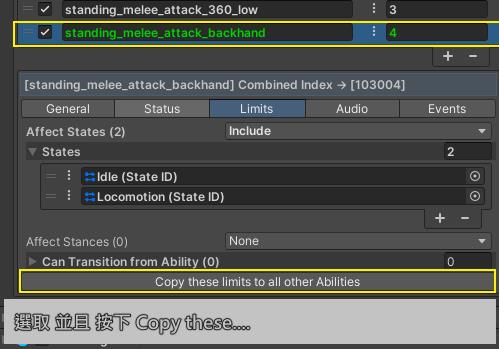 standing_melee_attack_360_low 3
standing_melee_attack_backhand 4
+ −
[standing_melee_attack_backhand] Combined Index → [103004]
General Status Limits Audio Events
Affect States (2) Include
States 2
Idle (State ID)
Locomotion (State ID)
+ −
Affect Stances (0) None
Can Transition from Ability (0) 0
Copy these limits to all other Abilities
選取 並且 按下 Copy these....